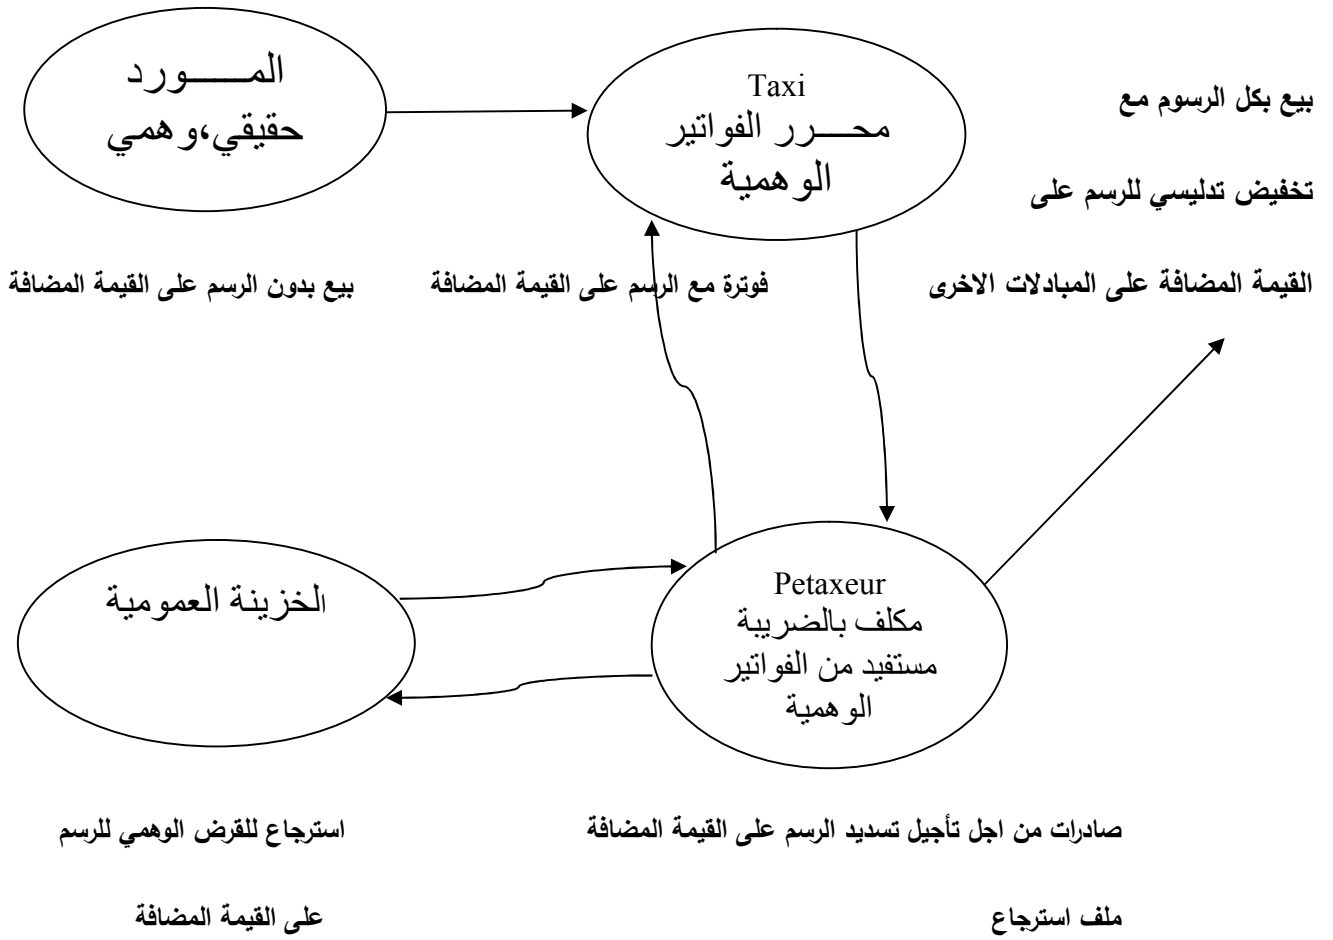 المـــــورد
حقيقي،وهمي
Taxi
محــــرر الفواتير
الوهمية
بيع بكل الرسوم مع
تخفيض تدليسي للرسم على
القيمة المضافة على المبادلات الاخرى
فوترة مع الرسم على القيمة المضافة
بيع بدون الرسم على القيمة المضافة
الخزينة العمومية
Petaxeur
مكلف بالضريبة
مستفيد من الفواتير
الوهمية
صادرات من اجل تأجيل تسديد الرسم على القيمة المضافة
استرجاع للقرض الوهمي للرسم
ملف استرجاع
على القيمة المضافة